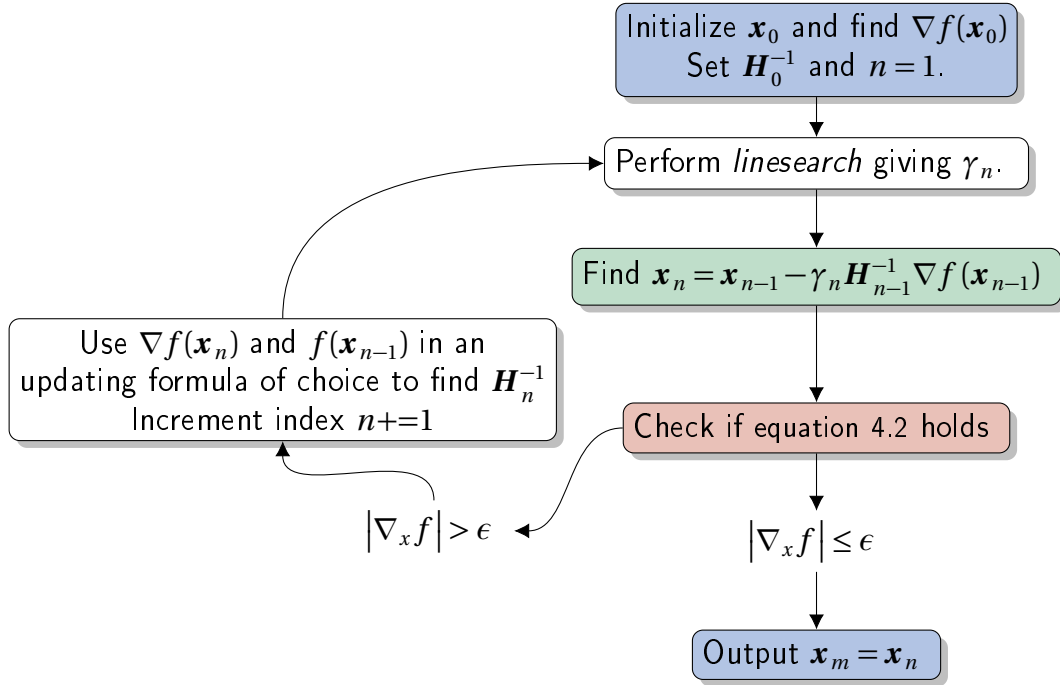 Initialize 𝒙₀ and find ∇f(𝒙₀)
Set 𝑯₀⁻¹ and n = 1.
Perform linesearch giving γₙ.
Find 𝒙ₙ = 𝒙ₙ₋₁ − γₙ𝑯ₙ₋₁⁻¹∇f(𝒙ₙ₋₁)
Use ∇f(𝒙ₙ) and f(𝒙ₙ₋₁) in an
updating formula of choice to find 𝑯ₙ⁻¹
Increment index n+=1
Check if equation 4.2 holds
|∇ₓf| > ϵ
|∇ₓf| ≤ ϵ
Output 𝒙ₘ = 𝒙ₙ